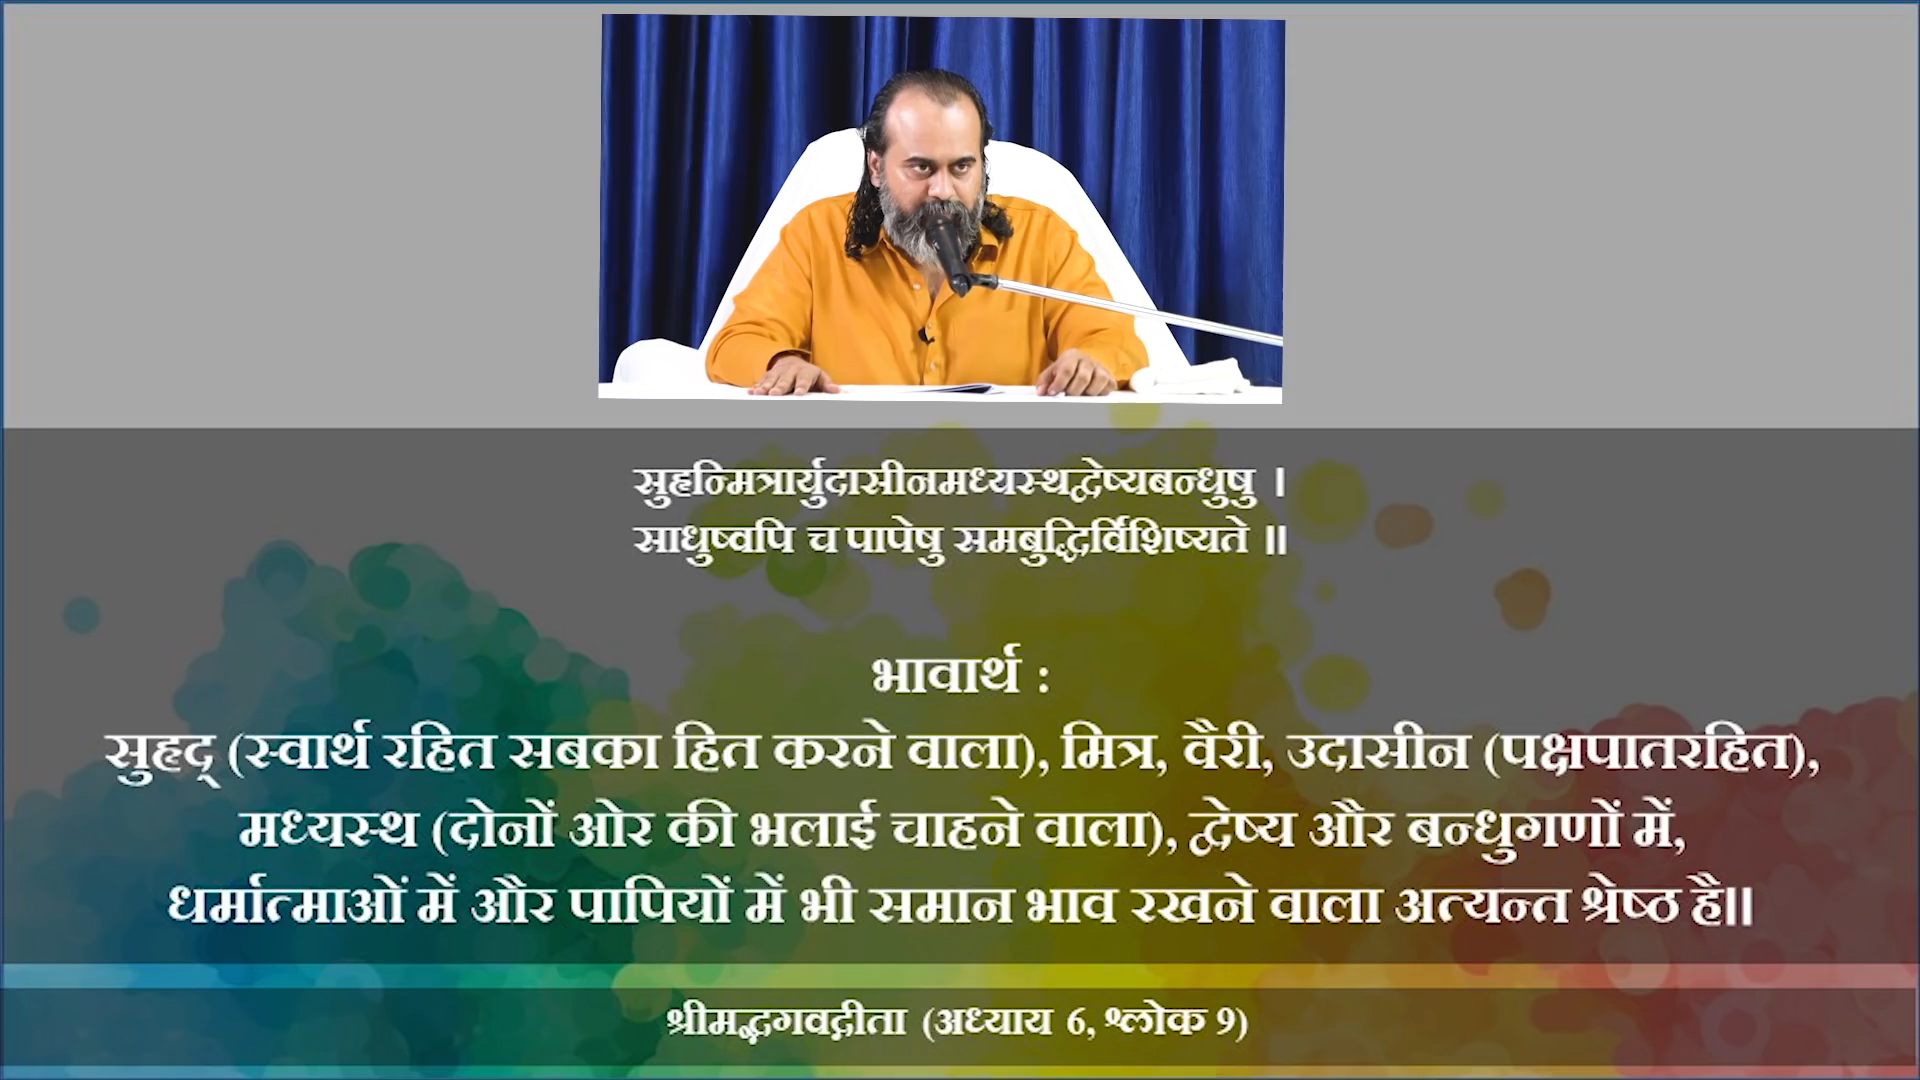 सुहृन्मित्रार्युदासीनमध्यस्थद्वेष्यबन्धुषु ।
साधुष्वपि च पापेषु समबुद्धिर्विशिष्यते ॥
भावार्थ :
सुहृद् (स्वार्थ रहित सबका हित करने वाला), मित्र, वैरी, उदासीन (पक्षपातरहित),
मध्यस्थ (दोनों ओर की भलाई चाहने वाला), द्वेष्य और बन्धुगणों में,
धर्मात्माओं में और पापियों में भी समान भाव रखने वाला अत्यन्त श्रेष्ठ है॥
श्रीमद्भगवद्गीता (अध्याय 6, श्लोक 9)